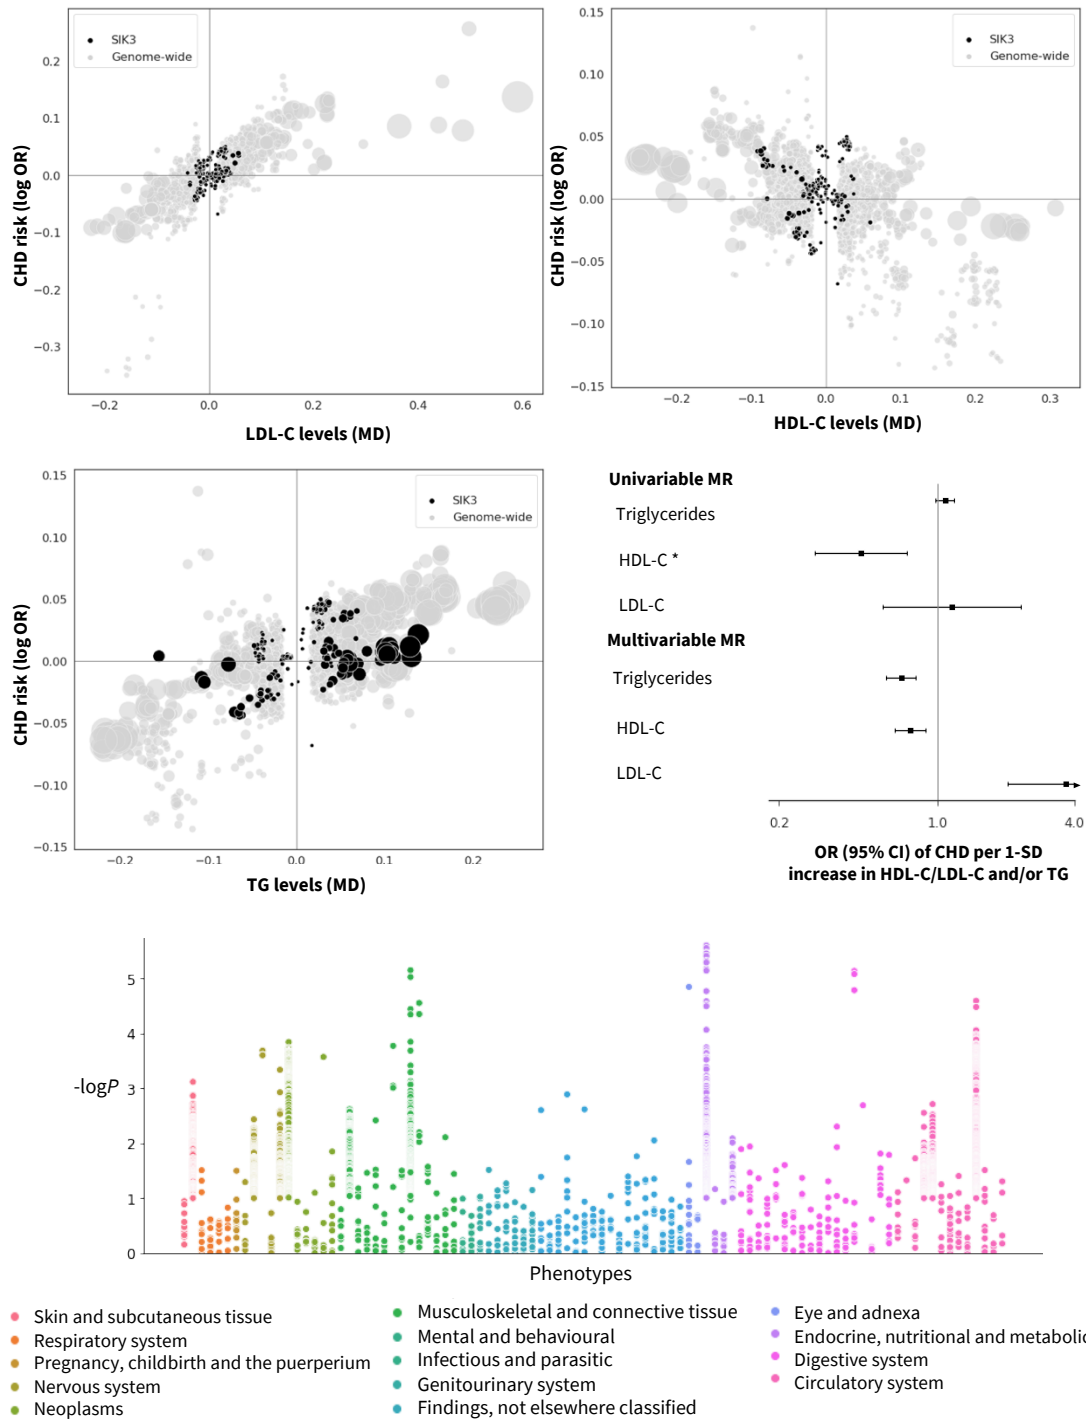 SIK3
Genome-wide
0.2
0.1
0.0
−0.1
−0.2
−0.3
CHD risk (log OR)
−0.2
0.0
0.2
0.4
0.6
LDL-C levels (MD)
SIK3
Genome-wide
0.15
0.10
0.05
0.00
−0.05
−0.10
−0.15
CHD risk (log OR)
−0.2
−0.1
0.0
0.1
0.2
0.3
HDL-C levels (MD)
SIK3
Genome-wide
0.15
0.10
0.05
0.00
−0.05
−0.10
−0.15
CHD risk (log OR)
−0.2
−0.1
0.0
0.1
0.2
TG levels (MD)
Univariable MR
Triglycerides
HDL-C *
LDL-C
Multivariable MR
Triglycerides
HDL-C
LDL-C
0.2
1.0
4.0
OR (95% CI) of CHD per 1-SD
increase in HDL-C/LDL-C and/or TG
5
4
3
2
1
0
-logP
Phenotypes
Skin and subcutaneous tissue
Respiratory system
Pregnancy, childbirth and the puerperium
Nervous system
Neoplasms
Musculoskeletal and connective tissue
Mental and behavioural
Infectious and parasitic
Genitourinary system
Findings, not elsewhere classified
Eye and adnexa
Endocrine, nutritional and metabolic
Digestive system
Circulatory system